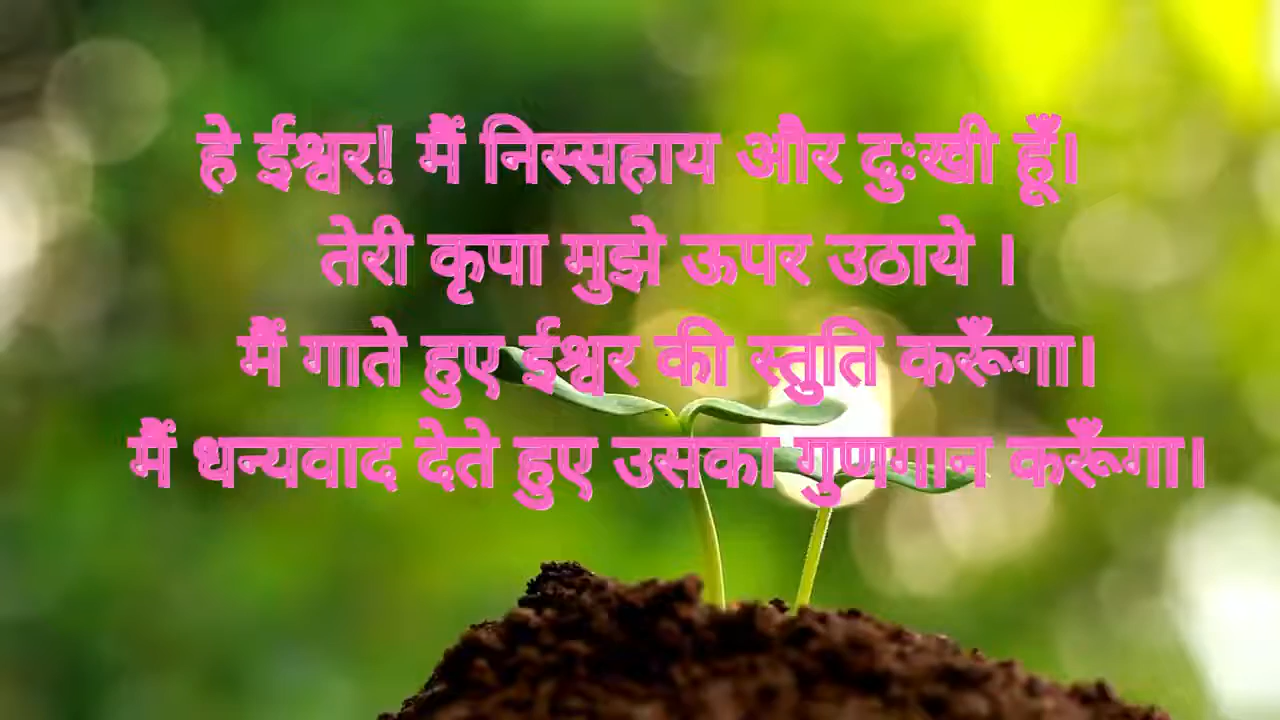 हे ईश्वर! मैं निस्सहाय और दुःखी हूँ।
तेरी कृपा मुझे ऊपर उठाये ।
मैं गाते हुए ईश्वर की स्तुति करूँगा।
मैं धन्यवाद देते हुए उसका गुणगान करूँगा।